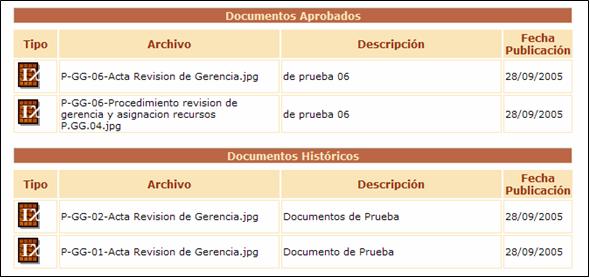 Documentos Aprobados
Tipo Archivo Descripción Fecha Publicación
P-GG-06-Acta Revision de Gerencia.jpg de prueba 06 28/09/2005
P-GG-06-Procedimiento revision de
gerencia y asignacion recursos
P.GG.04.jpg
de prueba 06 28/09/2005
Documentos Históricos
Tipo Archivo Descripción Fecha Publicación
P-GG-02-Acta Revision de Gerencia.jpg Documentos de Prueba 28/09/2005
P-GG-01-Acta Revision de Gerencia.jpg Documento de Prueba 28/09/2005